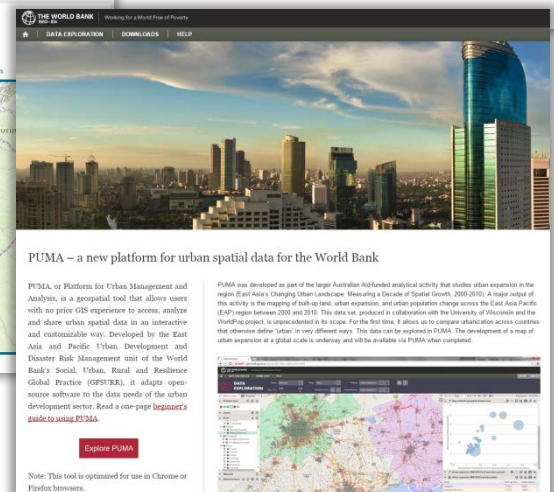 THE WORLD BANK
IBRD • IDA
Working for a World Free of Poverty
DATA EXPLORATION
DOWNLOADS
HELP
PUMA – a new platform for urban spatial data for the World Bank
PUMA, or Platform for Urban Management and
Analysis, is a geospatial tool that allows users
with no prior GIS experience to access, analyze
and share urban spatial data in an interactive
and customizable way. Developed by the East
Asia and Pacific Urban Development and
Disaster Risk Management unit of the World
Bank's Social, Urban, Rural and Resilience
Global Practice (GPSURR), it adapts open-
source software to the data needs of the urban
development sector. Read a one-page beginner's
guide to using PUMA.
Explore PUMA
Note: This tool is optimized for use in Chrome or
Firefox browsers.
PUMA was developed as part of the larger Australian Aid-funded analytical activity that studies urban expansion in the
region (East Asia's Changing Urban Landscape: Measuring a Decade of Spatial Growth, 2000-2010). A major output of
this activity is the mapping of built-up land, urban expansion, and urban population change across the East Asia Pacific
(EAP) region between 2000 and 2010. This data set, produced in collaboration with the University of Wisconsin and the
WorldPop project, is unprecedented in its scope. For the first time, it allows us to compare urbanization across countries
that otherwise define 'urban' in very different ways. This data can be explored in PUMA. The development of a map of
urban expansion at a global scale is underway and will be available via PUMA when completed.
DATA
EXPLORATION